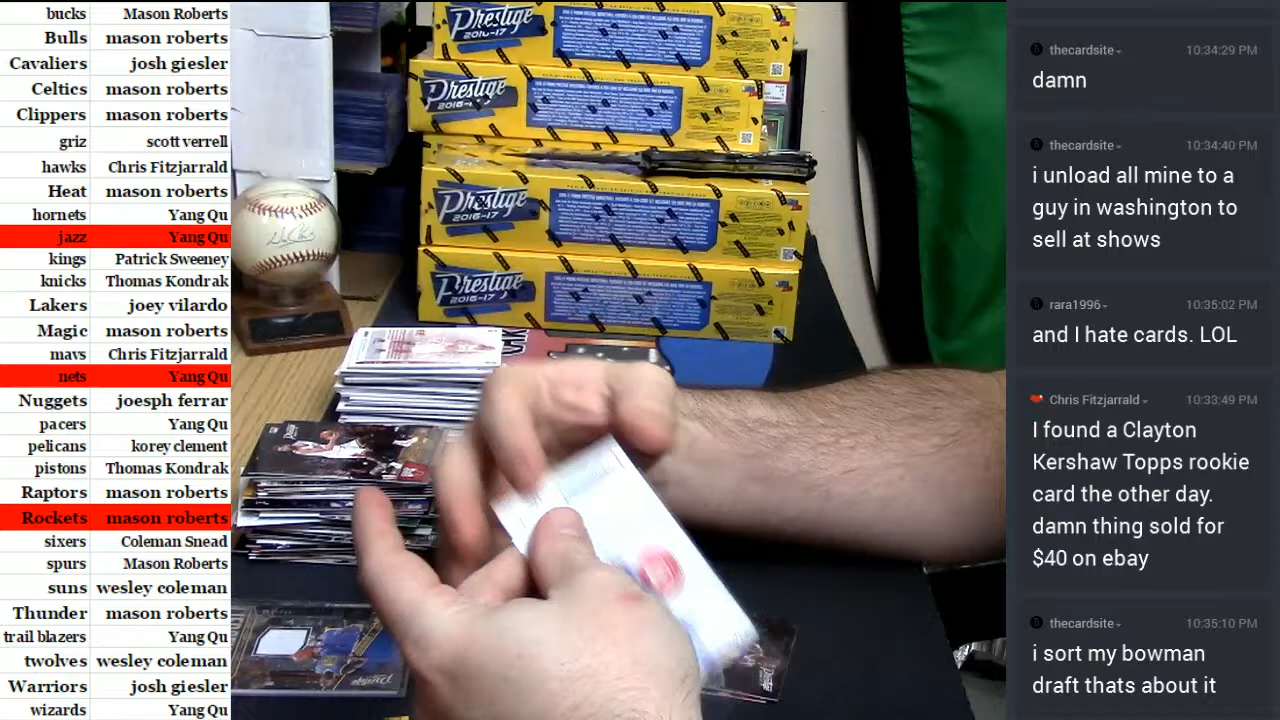 bucks Mason Roberts
Bulls mason roberts
Cavaliers josh giesler
Celtics mason roberts
Clippers mason roberts
griz scott verrell
hawks Chris Fitzjarrald
Heat mason roberts
hornets Yang Qu
jazz Yang Qu
kings Patrick Sweeney
knicks Thomas Kondrak
Lakers joey vilardo
Magic mason roberts
mavs Chris Fitzjarrald
nets Yang Qu
Nuggets joesph ferrar
pacers Yang Qu
pelicans korey clement
pistons Thomas Kondrak
Raptors mason roberts
Rockets mason roberts
sixers Coleman Snead
spurs Mason Roberts
suns wesley coleman
Thunder mason roberts
trail blazers Yang Qu
twolves wesley coleman
Warriors josh giesler
wizards Yang Qu
Prestige
2016-17
Prestige
2016-17
Prestige
2016-17
Prestige
2016-17
thecardsite 10:34:29 PM
damn
thecardsite 10:34:40 PM
i unload all mine to a
guy in washington to
sell at shows
rara1996 10:35:02 PM
and I hate cards. LOL
Chris Fitzjarrald 10:33:49 PM
I found a Clayton
Kershaw Topps rookie
card the other day.
damn thing sold for
$40 on ebay
thecardsite 10:35:10 PM
i sort my bowman
draft thats about it